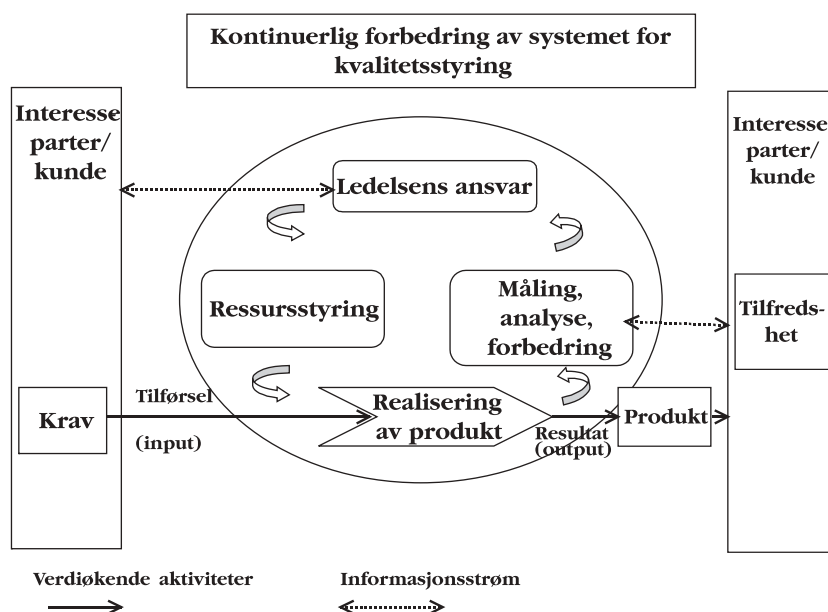 Kontinuerlig forbedring av systemet for
kvalitetsstyring
Interesse
parter/
kunde
Interesse
parter/
kunde
Ledelsens ansvar
Ressursstyring
Måling,
analyse,
forbedring
Tilfreds-
het
Krav
Tilførsel
(input)
Realisering
av produkt
Resultat
(output)
Produkt
Verdiøkende aktiviteter
Informasjonsstrøm